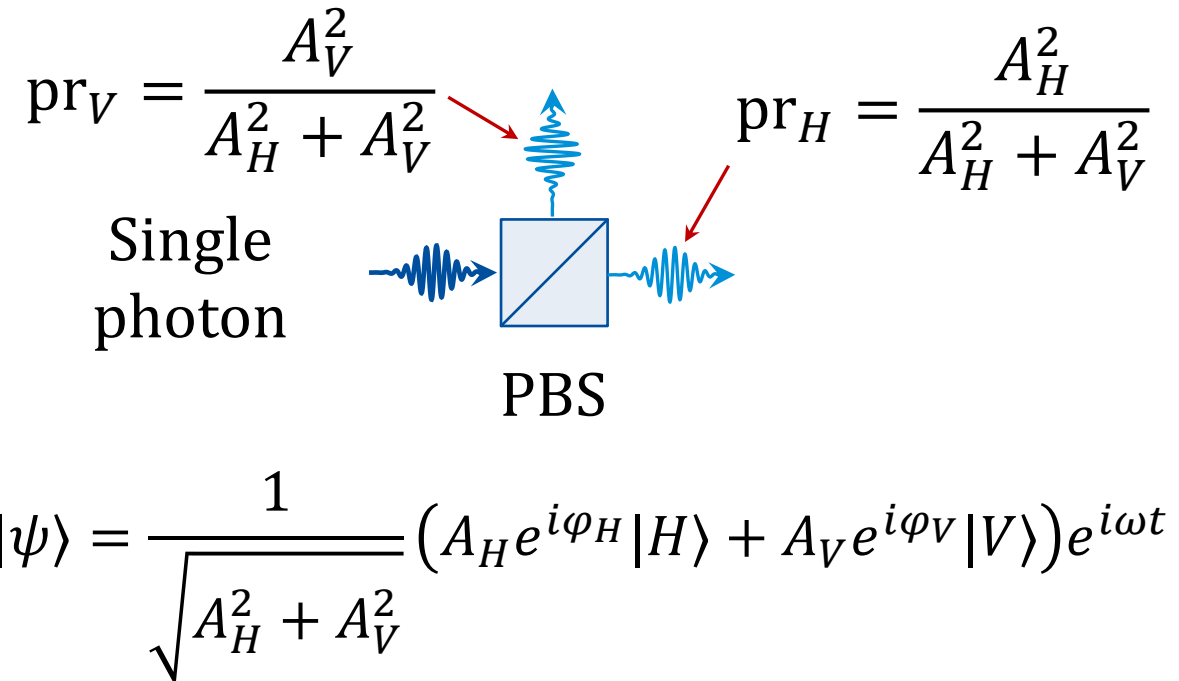 pr_V = A_V^2 / (A_H^2 + A_V^2)
pr_H = A_H^2 / (A_H^2 + A_V^2)
Single
photon
PBS
|ψ⟩ = 1/√(A_H^2 + A_V^2) (A_H e^{iφ_H}|H⟩ + A_V e^{iφ_V}|V⟩)e^{iωt}